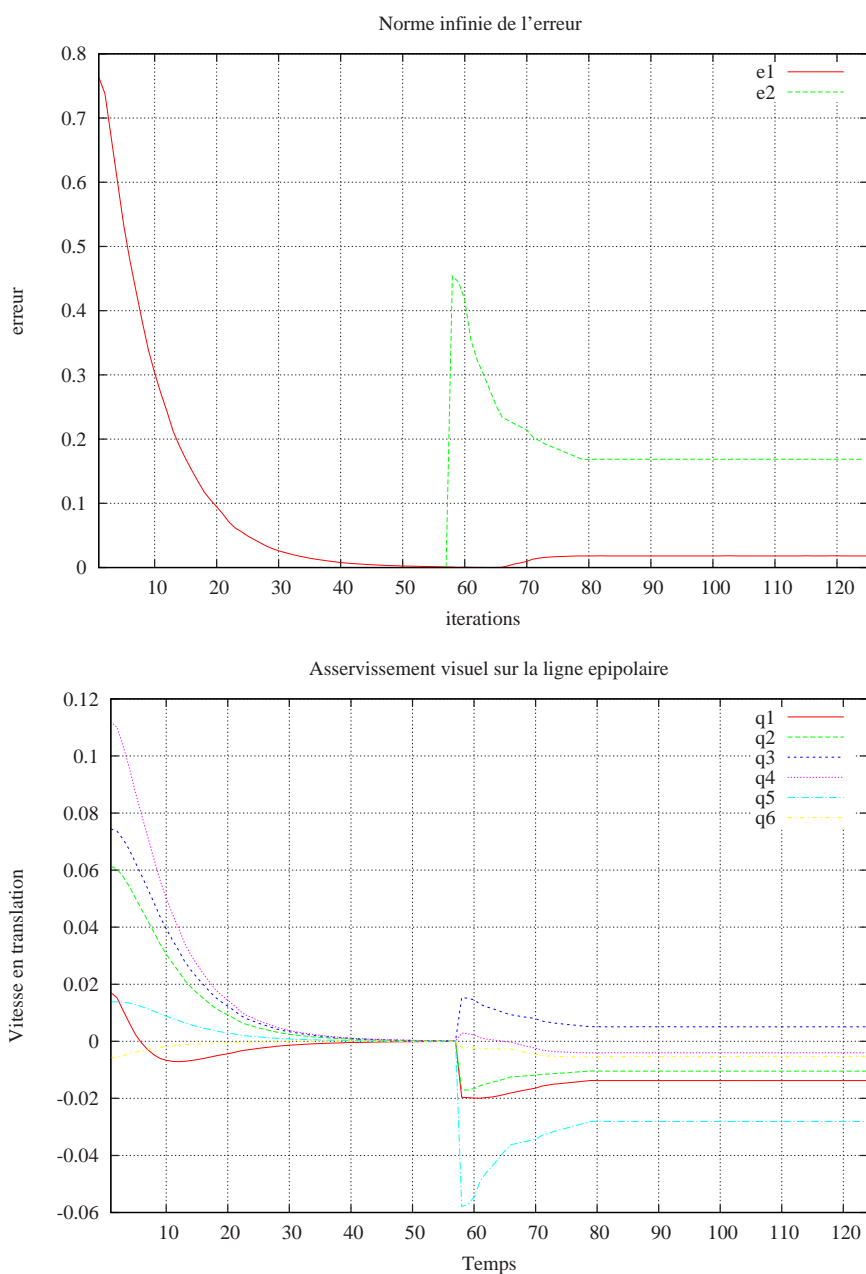 Norme infinie de l'erreur
0.8
0.7
0.6
0.5
0.4
0.3
0.2
0.1
0
erreur
e1
e2
10 20 30 40 50 60 70 80 90 100 110 120
iterations
Asservissement visuel sur la ligne epipolaire
0.12
0.1
0.08
0.06
0.04
0.02
0
-0.02
-0.04
-0.06
Vitesse en translation
q1
q2
q3
q4
q5
q6
10 20 30 40 50 60 70 80 90 100 110 120
Temps